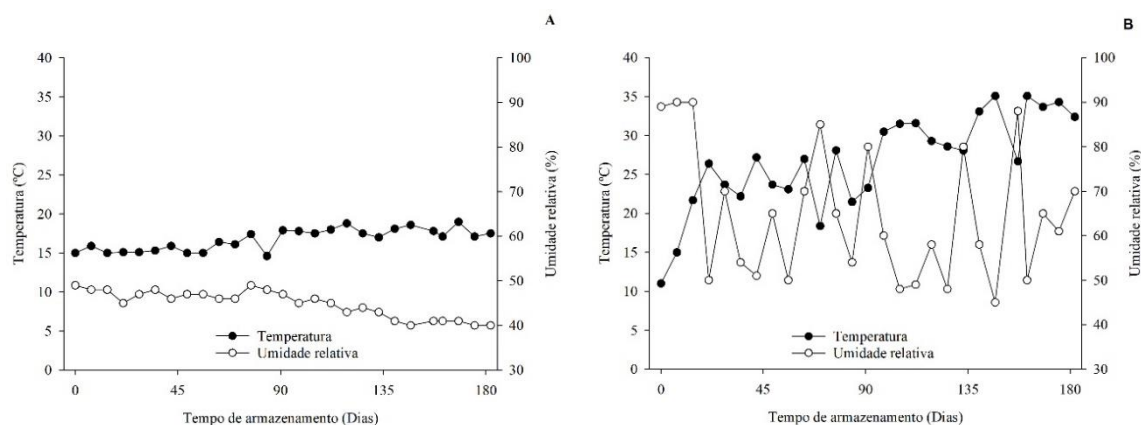 A
Temperatura (ºC)
40
35
30
25
20
15
10
5
0
Umidade relativa (%)
100
90
80
70
60
50
40
30
Temperatura
Umidade relativa
0 45 90 135 180
Tempo de armazenamento (Dias)
B
Temperatura (ºC)
40
35
30
25
20
15
10
5
0
Umidade relativa (%)
100
90
80
70
60
50
40
30
Temperatura
Umidade relativa
0 45 90 135 180
Tempo de armazenamento (Dias)